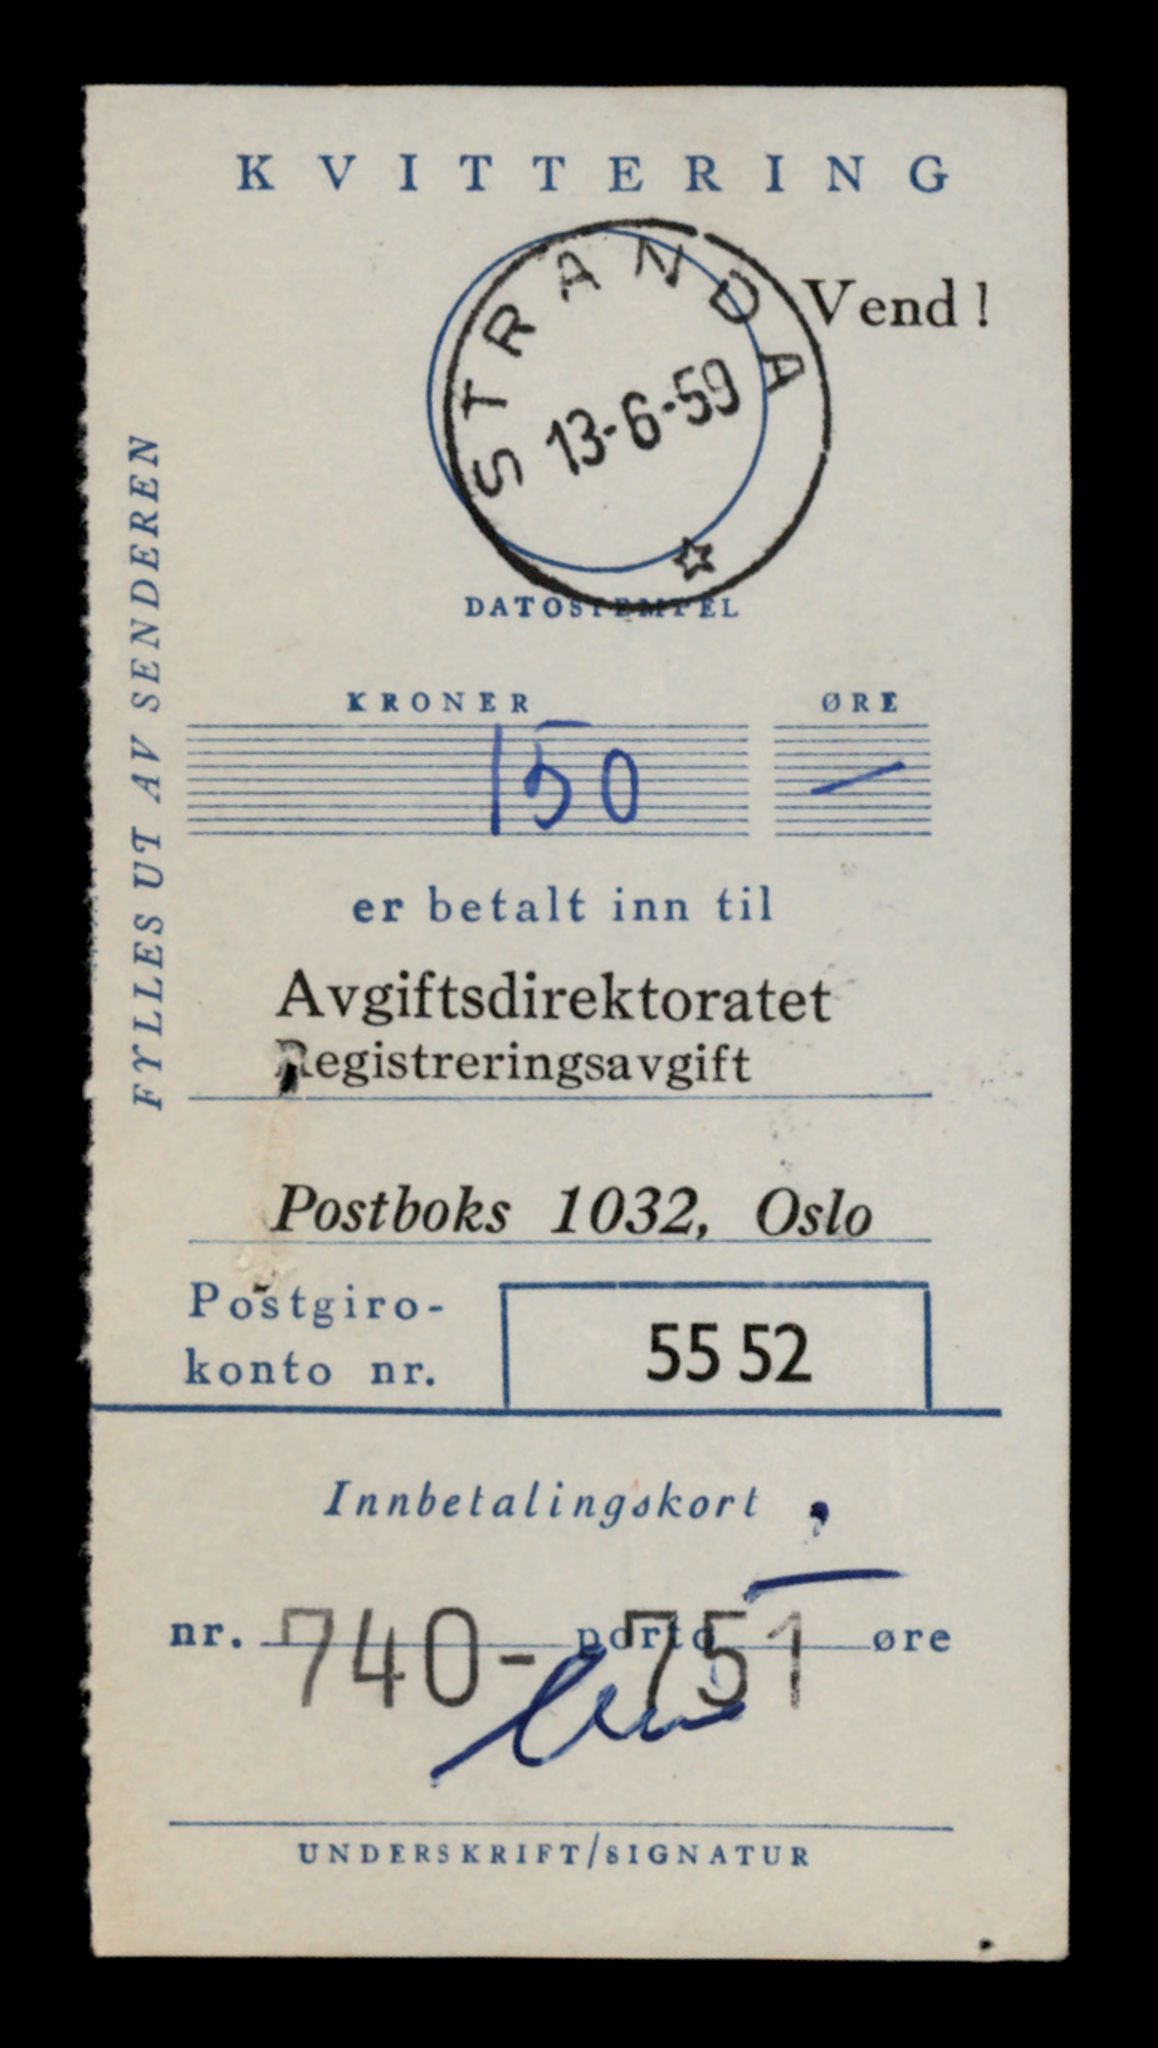 KVITTERING
STRANDA
Vend!
13-6-59
DATOSTEMPEL
FYLLES UT AV SENDEREN
KRONER ØRE
150 —
er betalt inn til
Avgiftsdirektoratet
Registreringsavgift
Postboks 1032, Oslo
Postgiro-
konto nr.
55 52
Innbetalingskort
nr. 740- porto 751 øre
UNDERSKRIFT/SIGNATUR